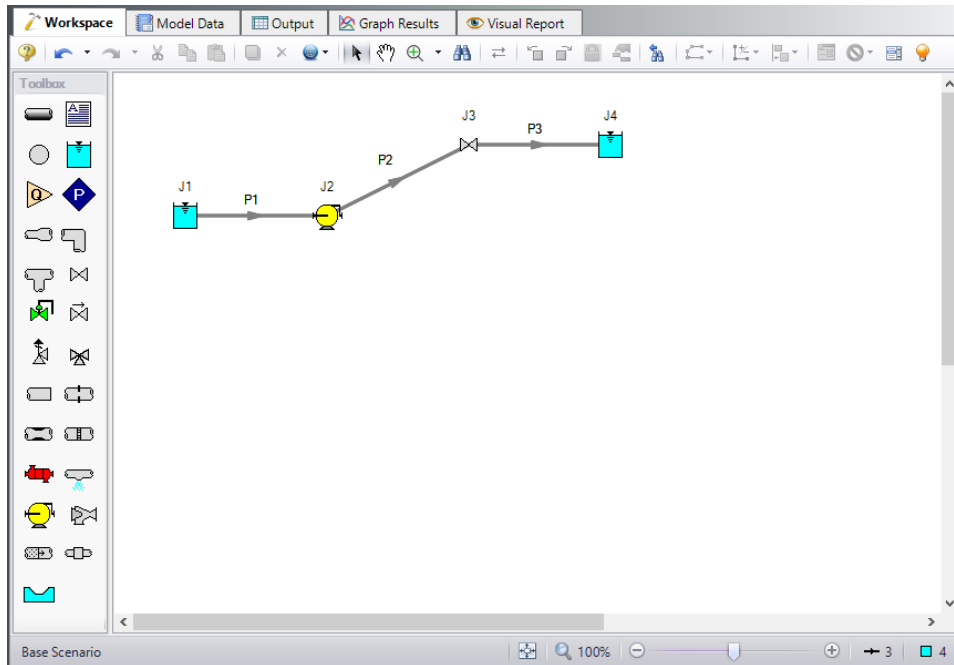 Workspace Model Data Output Graph Results Visual Report
Toolbox
A
Q P
J3 J4
P3
P2
J1 J2
P1
Base Scenario 100% 3 4